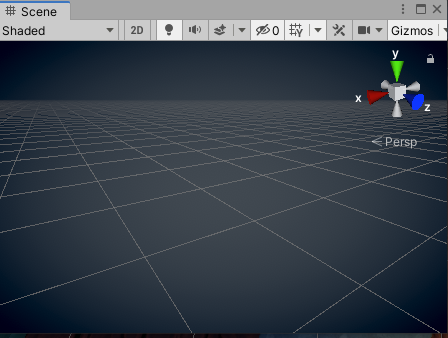 Scene
Shaded 2D 0 Gizmos
y
x
z
Persp